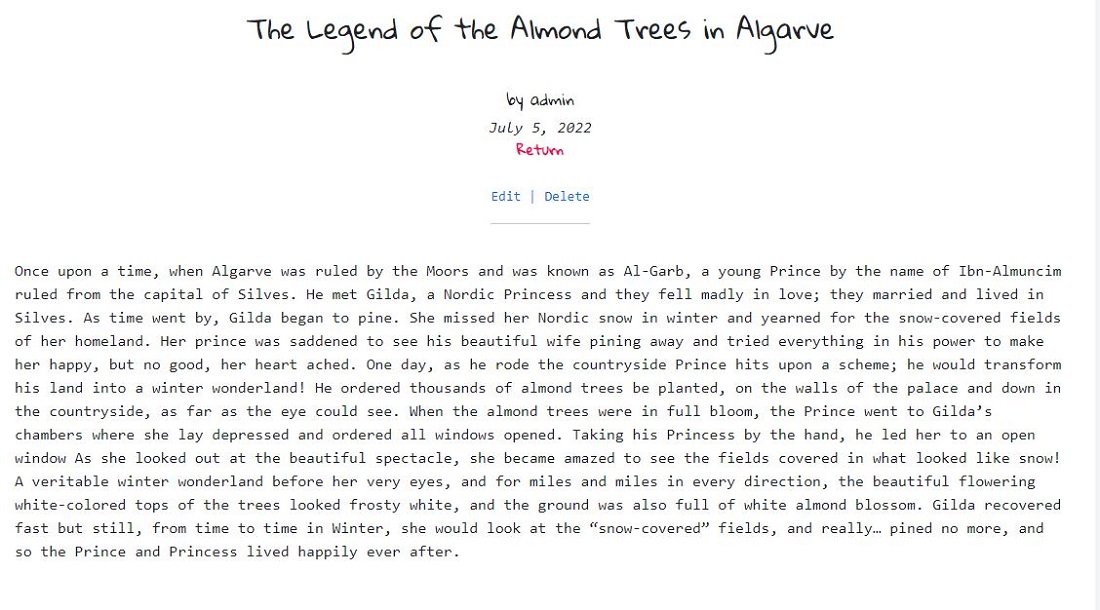 The Legend of the Almond Trees in Algarve
by admin
July 5, 2022
Return
Edit | Delete
Once upon a time, when Algarve was ruled by the Moors and was known as Al-Garb, a young Prince by the name of Ibn-Almuncim
ruled from the capital of Silves. He met Gilda, a Nordic Princess and they fell madly in love; they married and lived in
Silves. As time went by, Gilda began to pine. She missed her Nordic snow in winter and yearned for the snow-covered fields
of her homeland. Her prince was saddened to see his beautiful wife pining away and tried everything in his power to make
her happy, but no good, her heart ached. One day, as he rode the countryside Prince hits upon a scheme; he would transform
his land into a winter wonderland! He ordered thousands of almond trees be planted, on the walls of the palace and down in
the countryside, as far as the eye could see. When the almond trees were in full bloom, the Prince went to Gilda’s
chambers where she lay depressed and ordered all windows opened. Taking his Princess by the hand, he led her to an open
window As she looked out at the beautiful spectacle, she became amazed to see the fields covered in what looked like snow!
A veritable winter wonderland before her very eyes, and for miles and miles in every direction, the beautiful flowering
white-colored tops of the trees looked frosty white, and the ground was also full of white almond blossom. Gilda recovered
fast but still, from time to time in Winter, she would look at the “snow-covered” fields, and really… pined no more, and
so the Prince and Princess lived happily ever after.